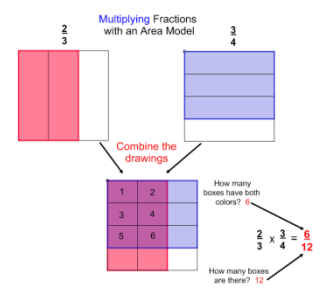 Multiplying Fractions
with an Area Model
2
3
3
4
Combine the
drawings
1 2
3 4
5 6
How many
boxes have both
colors? 6
2/3 x 3/4 = 6/12
How many boxes
are there? 12